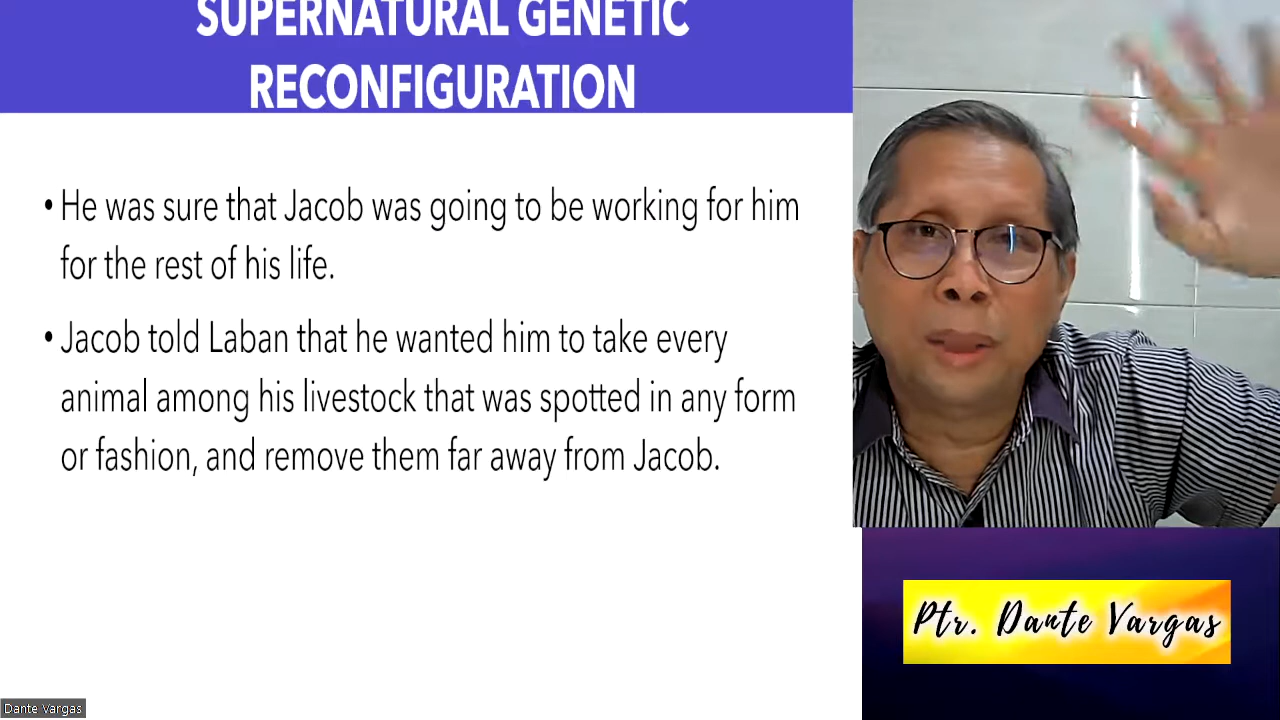 SUPERNATURAL GENETIC
RECONFIGURATION
• He was sure that Jacob was going to be working for him
for the rest of his life.
• Jacob told Laban that he wanted him to take every
animal among his livestock that was spotted in any form
or fashion, and remove them far away from Jacob.
Ptr. Dante Vargas
Dante Vargas